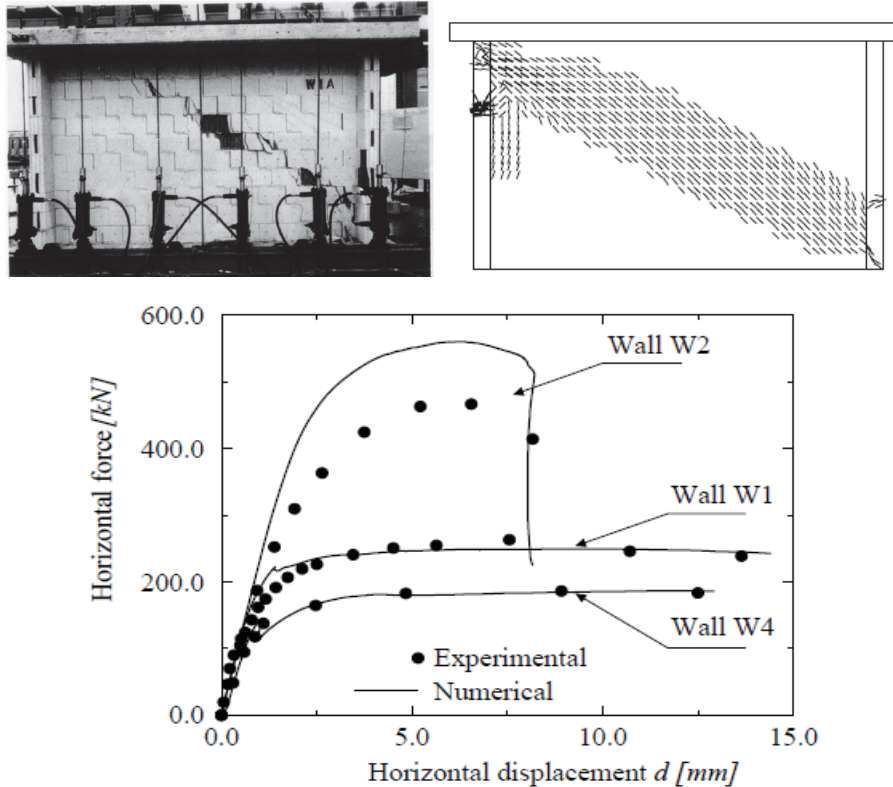 W1A
600.0
400.0
200.0
0.0
Horizontal force [kN]
Wall W2
Wall W1
Wall W4
Experimental
Numerical
0.0
5.0
10.0
15.0
Horizontal displacement d [mm]